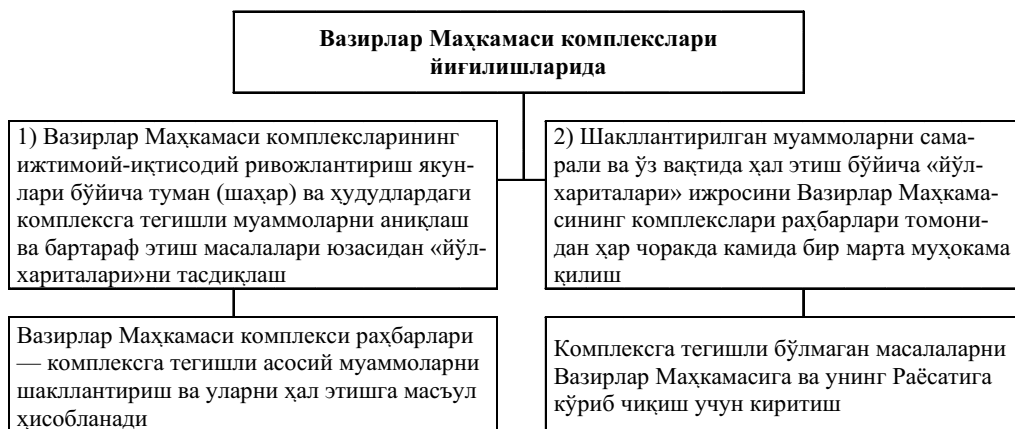 Вазирлар Маҳкамаси комплекслари
йиғилишларида
1) Вазирлар Маҳкамаси комплексларининг
ижтимоий-иқтисодий ривожлантириш якун-
лари бўйича туман (шаҳар) ва ҳудудлардаги
комплексга тегишли муаммоларни аниқлаш
ва бартараф этиш масалалари юзасидан «йўл-
хариталари»ни тасдиқлаш
2) Шакллантирилган муаммоларни сама-
рали ва ўз вақтида ҳал этиш бўйича «йўл-
хариталари» ижросини Вазирлар Маҳкама-
сининг комплекслари раҳбарлари томони-
дан ҳар чоракда камида бир марта муҳокама
қилиш
Вазирлар Маҳкамаси комплекси раҳбарлари
— комплексга тегишли асосий муаммоларни
шакллантириш ва уларни ҳал этишга масъул
ҳисобланади
Комплексга тегишли бўлмаган масалаларни
Вазирлар Маҳкамасига ва унинг Раёсатига
кўриб чиқиш учун киритиш